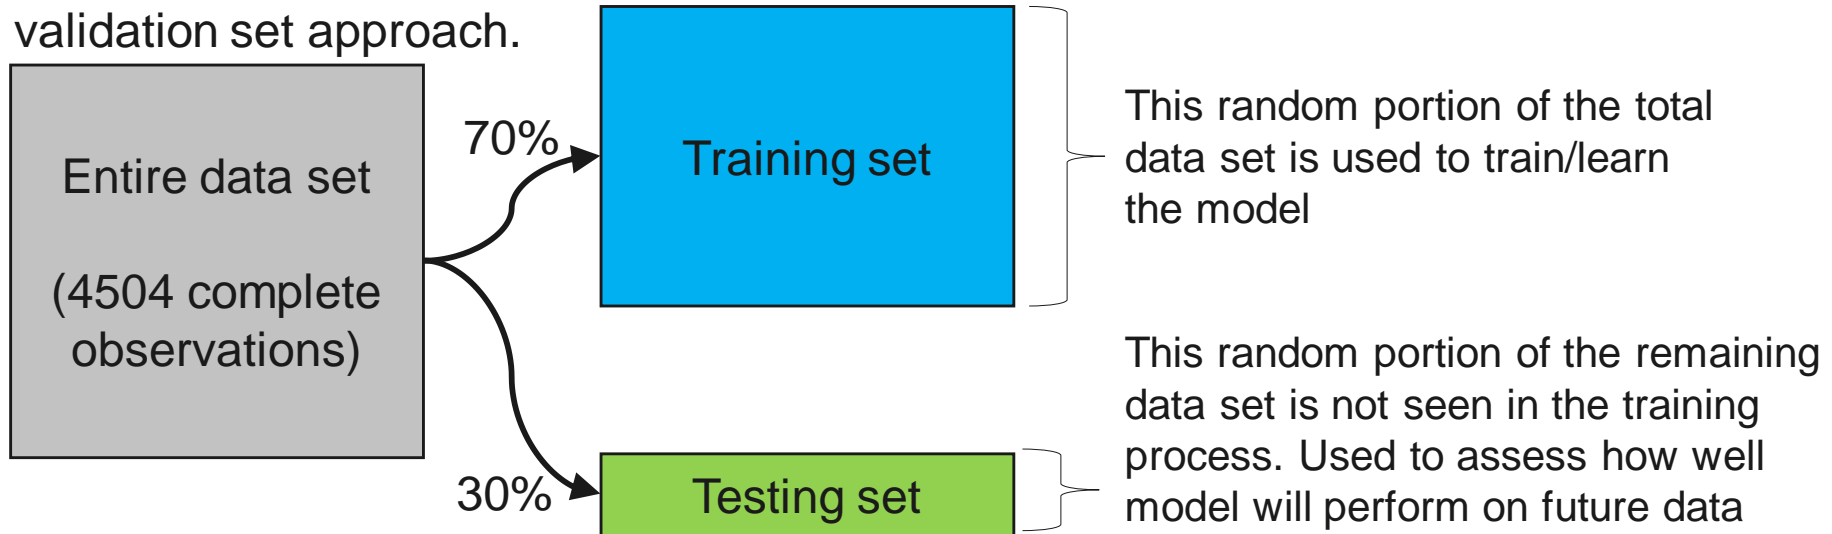 validation set approach.
Entire data set
(4504 complete
observations)
70%
Training set
This random portion of the total
data set is used to train/learn
the model
30%
Testing set
This random portion of the remaining
data set is not seen in the training
process. Used to assess how well
model will perform on future data